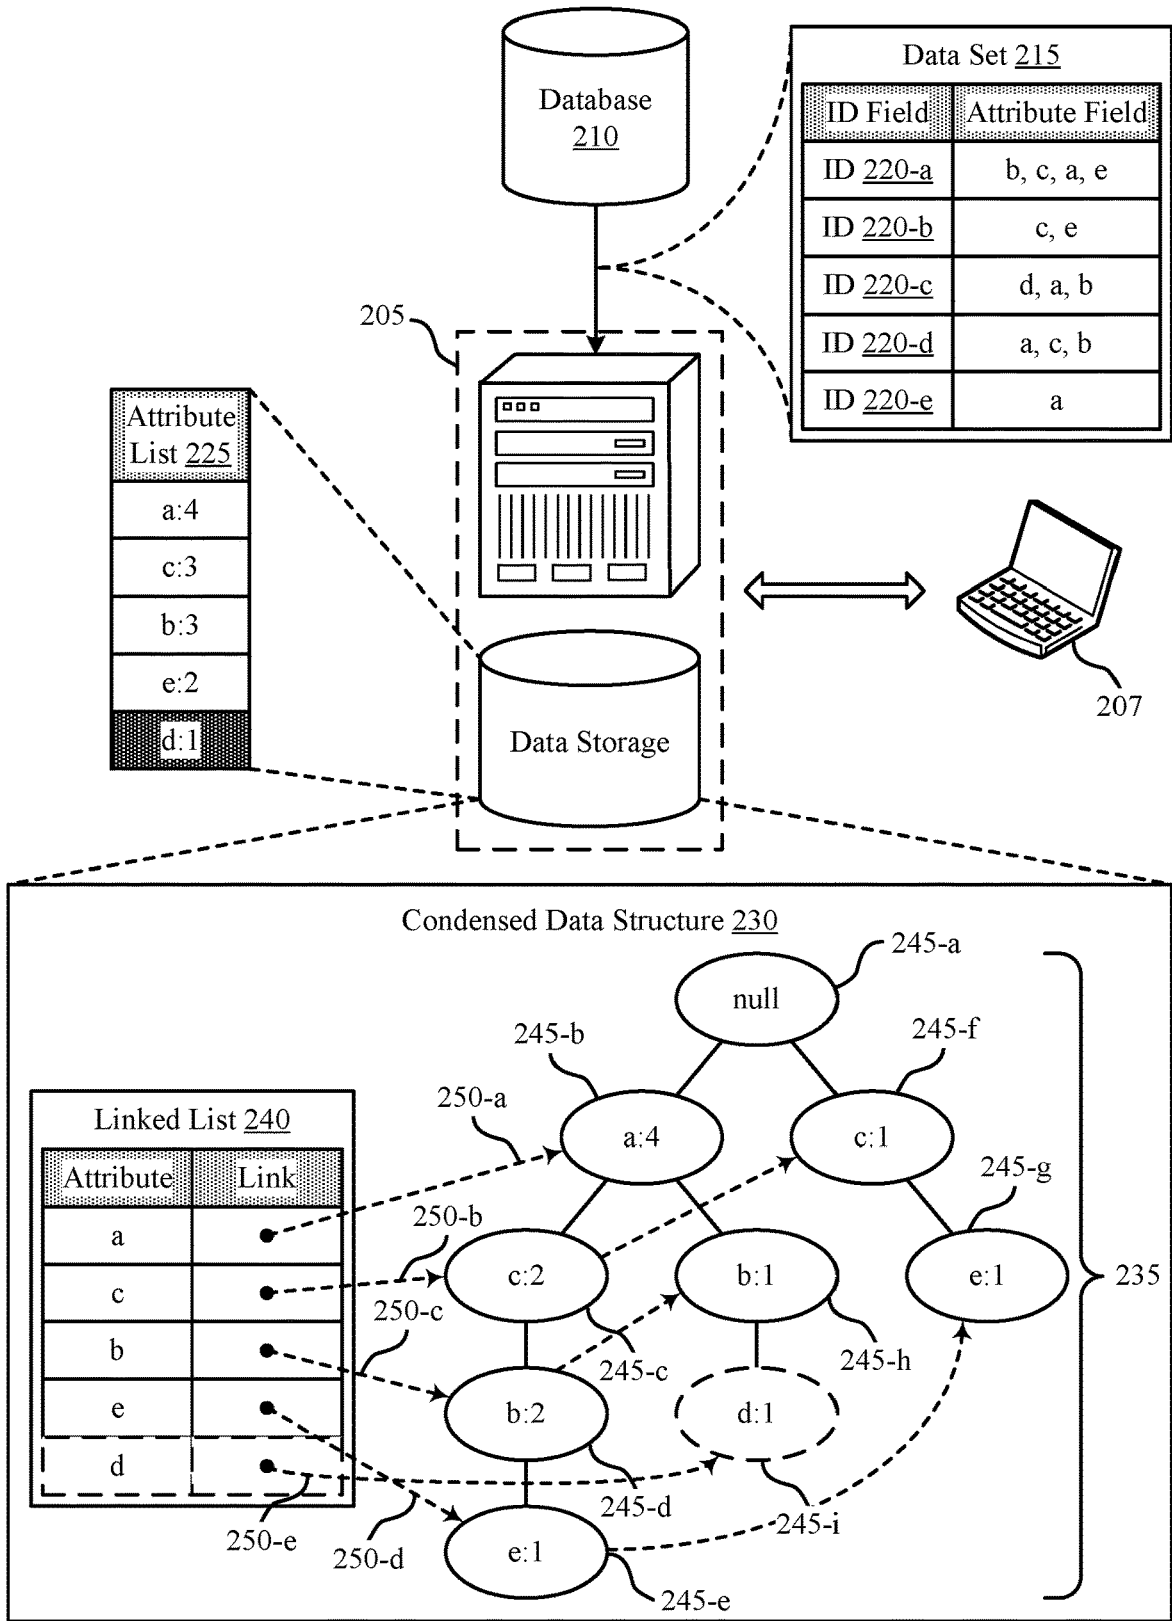 Database
210
Data Set 215
ID Field Attribute Field
ID 220-a b, c, a, e
ID 220-b c, e
ID 220-c d, a, b
ID 220-d a, c, b
ID 220-e a
205
Attribute
List 225
a:4
c:3
b:3
e:2
d:1
Data Storage
207
Condensed Data Structure 230
245-a
null
245-b
245-f
250-a
a:4
c:1
Linked List 240
Attribute Link
a
c
b
e
d
245-g
250-b
c:2
b:1
e:1
235
250-c
245-c
245-h
b:2
d:1
245-d
245-i
250-e
250-d
e:1
245-e